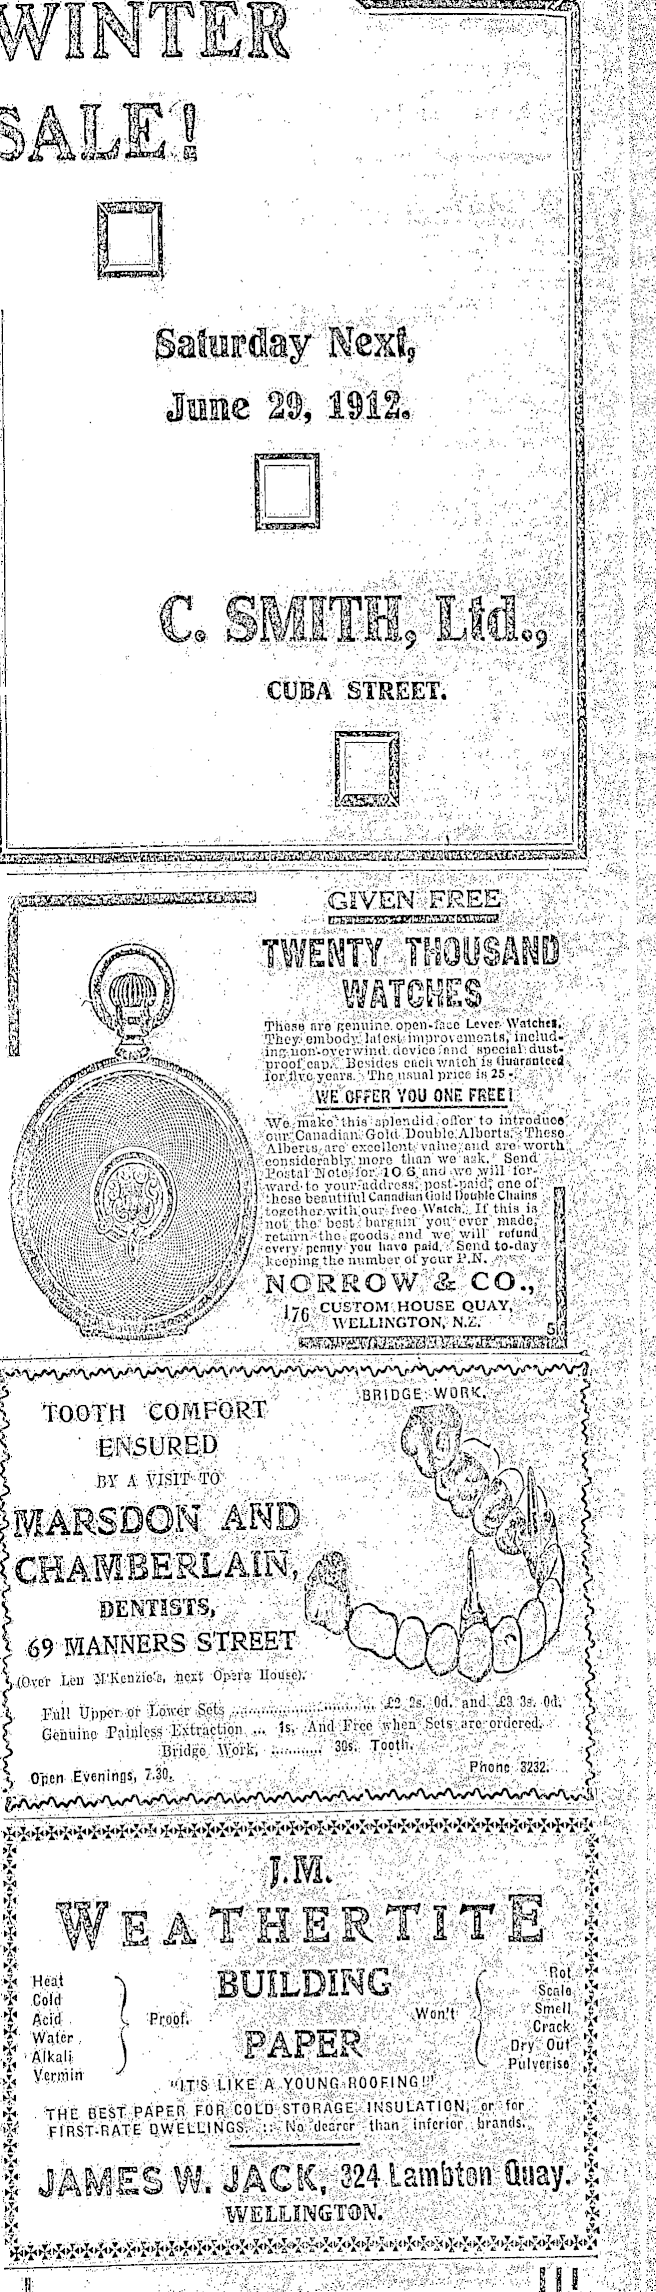 WINTER
SALE!
Saturday Next,
June 29, 1912.
C. SMITH, Ltd.,
CUBA STREET.
GIVEN FREE
TWENTY THOUSAND
WATCHES
These are genuine open-face Lever Watches.
They embody latest improvements, includ-
ing non-overwind device and special dust-
proof cap. Besides each watch is Guaranteed
for five years. The usual price is 25 -.
WE OFFER YOU ONE FREE!
We make this splendid offer to introduce
our Canadian Gold Double Alberts. These
Alberts are excellent value and are worth
considerably more than we ask. Send
Postal Note for 10 6 and we will for-
ward to your address, post-paid, one of
these beautiful Canadian Gold Double Chains
together with our free Watch. If this is
not the best bargain you ever made,
return the goods and we will refund
every penny you have paid. Send to-day
keeping the number of your P.N.
NORROW & CO.,
176 CUSTOM HOUSE QUAY,
WELLINGTON, N.Z.
5
BRIDGE WORK.
TOOTH COMFORT
ENSURED
BY A VISIT TO
MARSDON AND
CHAMBERLAIN,
DENTISTS,
69 MANNERS STREET
(Over Len M'Kenzie's, next Opera House).
Full Upper or Lower Sets ........ £2 2s. 0d. and £3 3s. 0d.
Genuine Painless Extraction ... 1s. And Free when Sets are ordered.
Bridge Work, ........... 30s. Tooth.
Open Evenings, 7.30. Phone 3232.
J.M.
WEATHERTITE
BUILDING
PAPER
Heat
Cold
Acid
Water
Alkali
Vermin
Proof.
Won't
Rot
Scale
Smell
Crack
Dry Out
Pulverise
"IT'S LIKE A YOUNG ROOFING!"
THE BEST PAPER FOR COLD STORAGE INSULATION, or for
FIRST-RATE DWELLINGS. :: No dearer than inferior brands.
JAMES W. JACK, 324 Lambton Quay.
WELLINGTON.